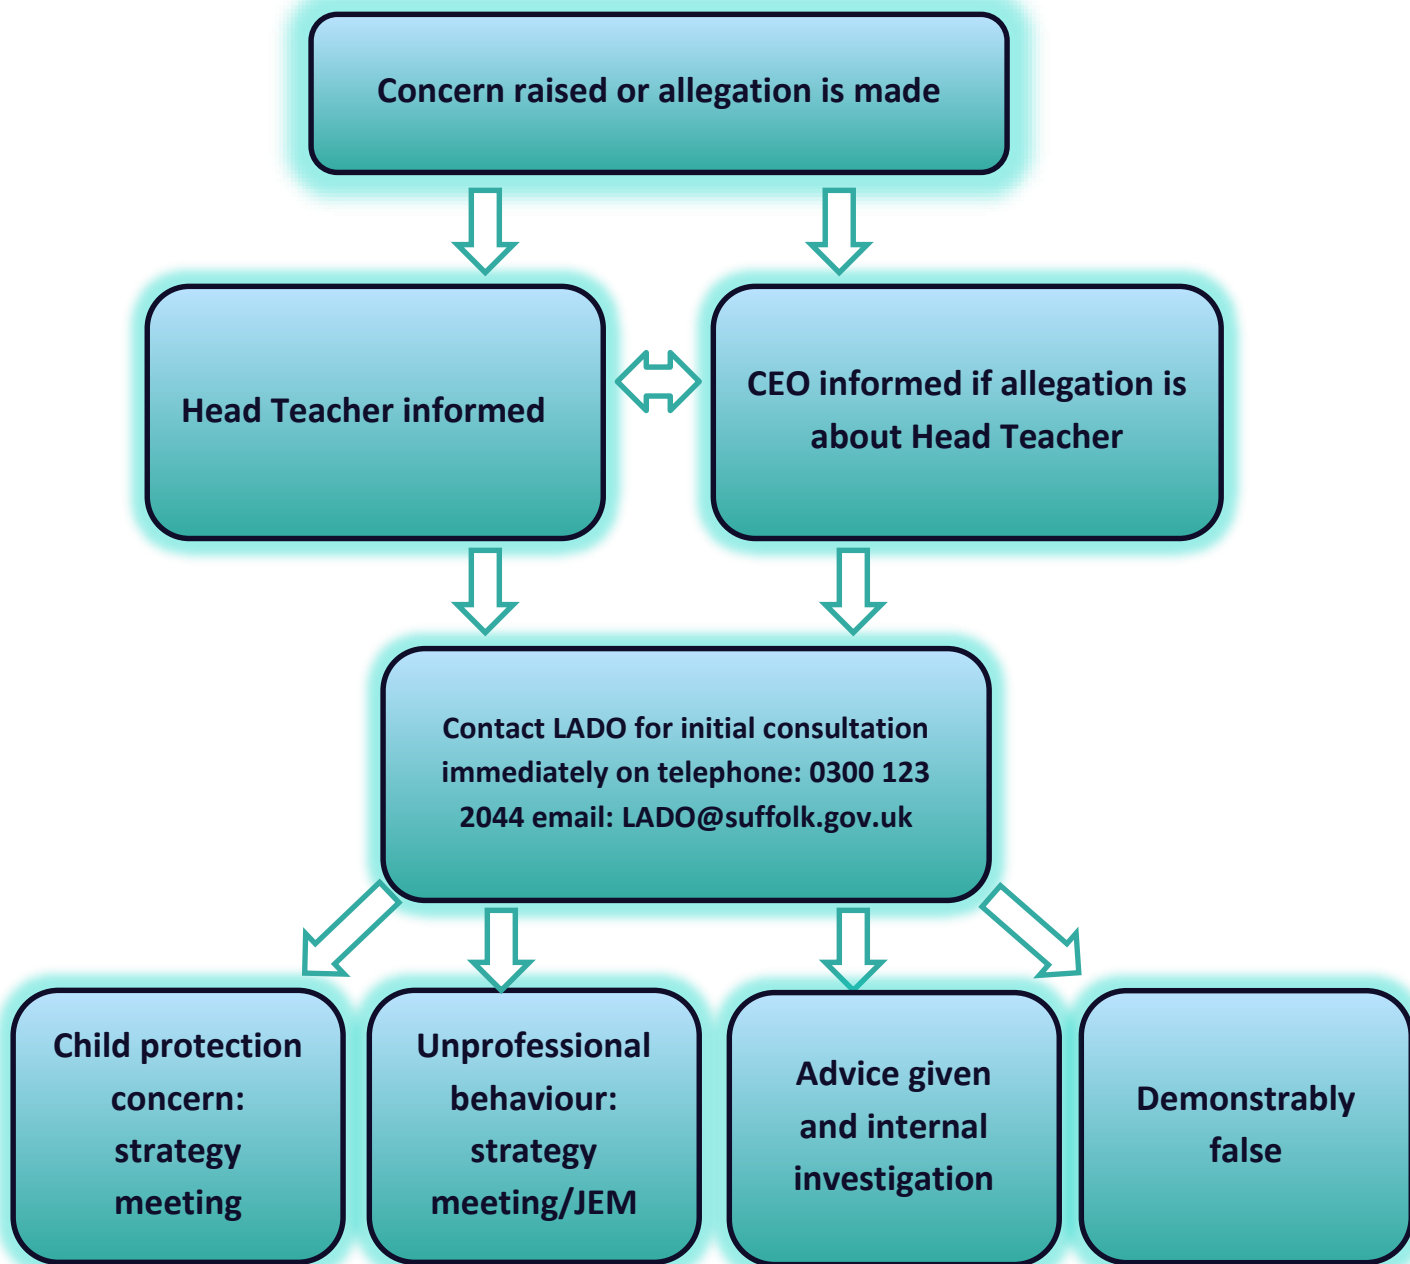 Concern raised or allegation is made
Head Teacher informed
CEO informed if allegation is
about Head Teacher
Contact LADO for initial consultation
immediately on telephone: 0300 123
2044 email: LADO@suffolk.gov.uk
Child protection
concern:
strategy
meeting
Unprofessional
behaviour:
strategy
meeting/JEM
Advice given
and internal
investigation
Demonstrably
false